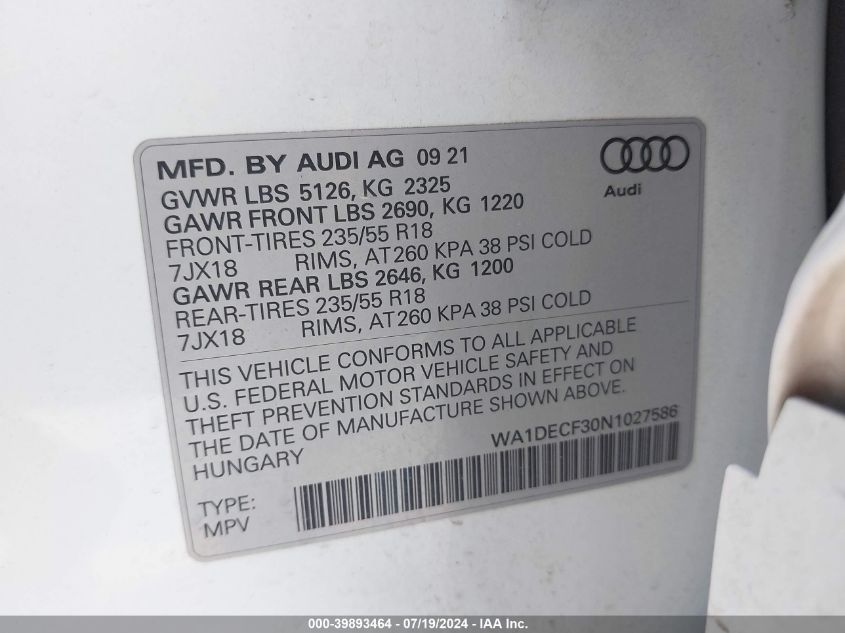 MFD. BY AUDI AG 09 21
Audi
GVWR LBS 5126, KG 2325
GAWR FRONT LBS 2690, KG 1220
FRONT-TIRES 235/55 R18
7JX18 RIMS, AT 260 KPA 38 PSI COLD
GAWR REAR LBS 2646, KG 1200
REAR-TIRES 235/55 R18
7JX18 RIMS, AT 260 KPA 38 PSI COLD
THIS VEHICLE CONFORMS TO ALL APPLICABLE
U.S. FEDERAL MOTOR VEHICLE SAFETY AND
THEFT PREVENTION STANDARDS IN EFFECT ON
THE DATE OF MANUFACTURE SHOWN ABOVE.
HUNGARY
WA1DECF30N1027586
TYPE:
MPV
000-39893464 - 07/19/2024 - IAA Inc.